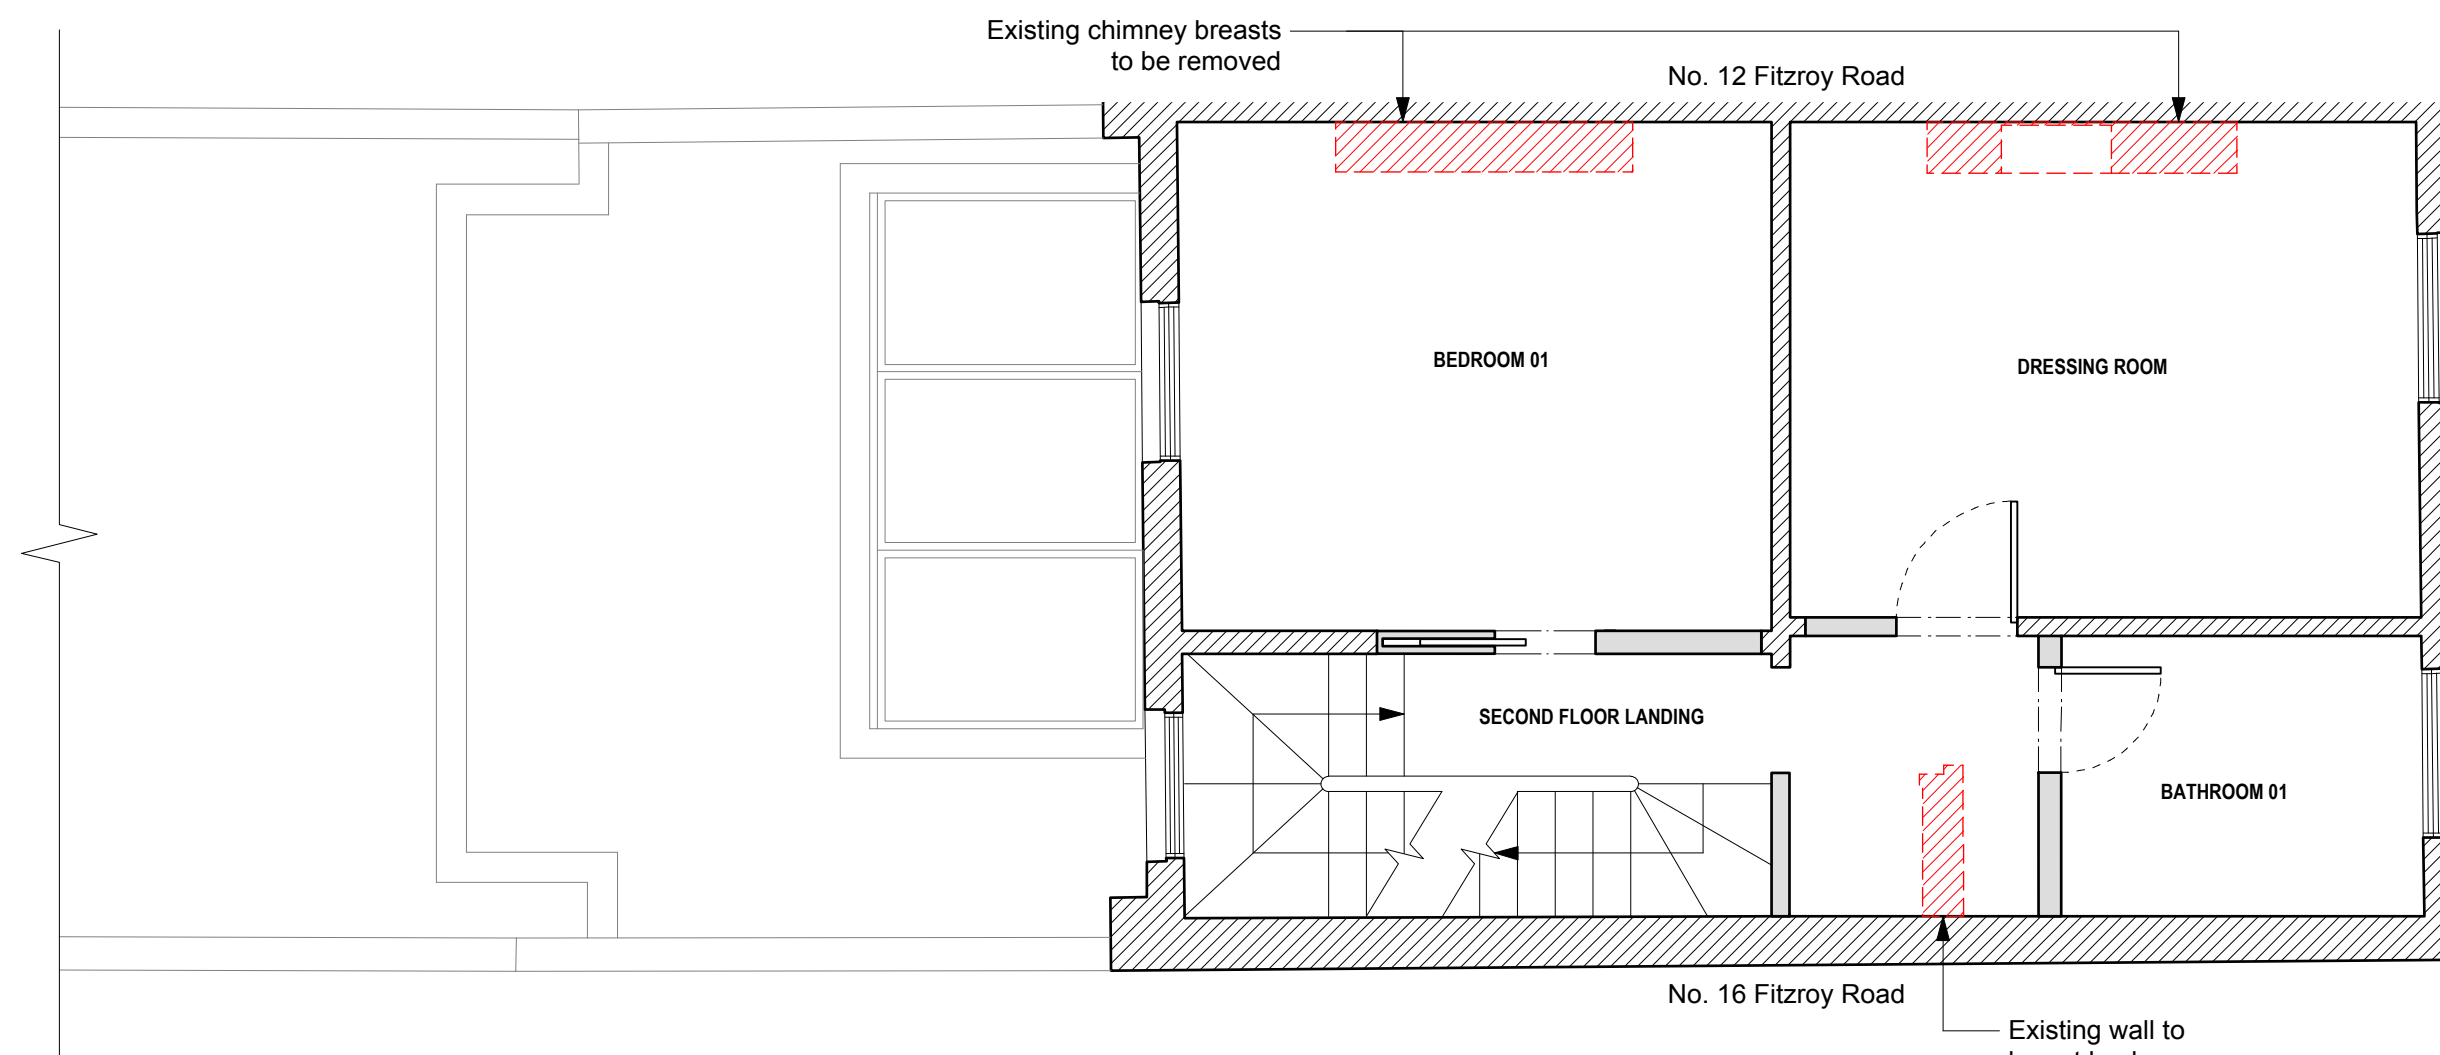 Existing chimney breasts
to be removed
No. 12 Fitzroy Road
BEDROOM 01
DRESSING ROOM
SECOND FLOOR LANDING
BATHROOM 01
No. 16 Fitzroy Road
Existing wall to